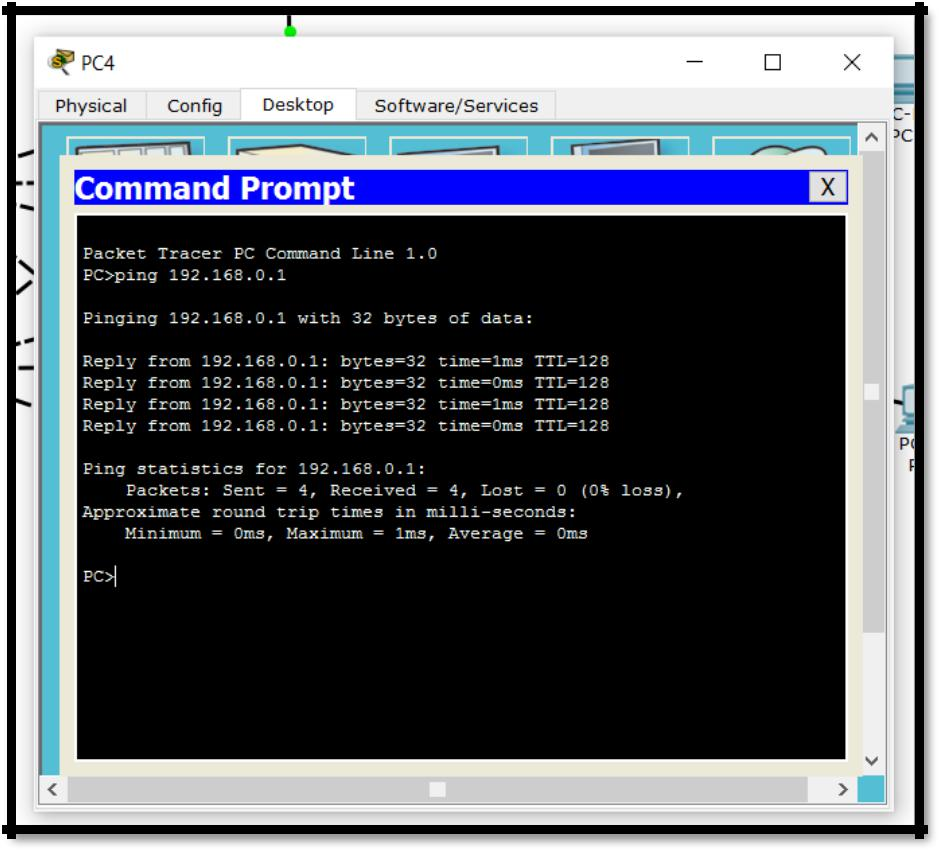 PC4
Physical Config Desktop Software/Services
Command Prompt X
Packet Tracer PC Command Line 1.0
PC>ping 192.168.0.1
Pinging 192.168.0.1 with 32 bytes of data:
Reply from 192.168.0.1: bytes=32 time=1ms TTL=128
Reply from 192.168.0.1: bytes=32 time=0ms TTL=128
Reply from 192.168.0.1: bytes=32 time=1ms TTL=128
Reply from 192.168.0.1: bytes=32 time=0ms TTL=128
Ping statistics for 192.168.0.1:
Packets: Sent = 4, Received = 4, Lost = 0 (0% loss),
Approximate round trip times in milli-seconds:
Minimum = 0ms, Maximum = 1ms, Average = 0ms
PC>